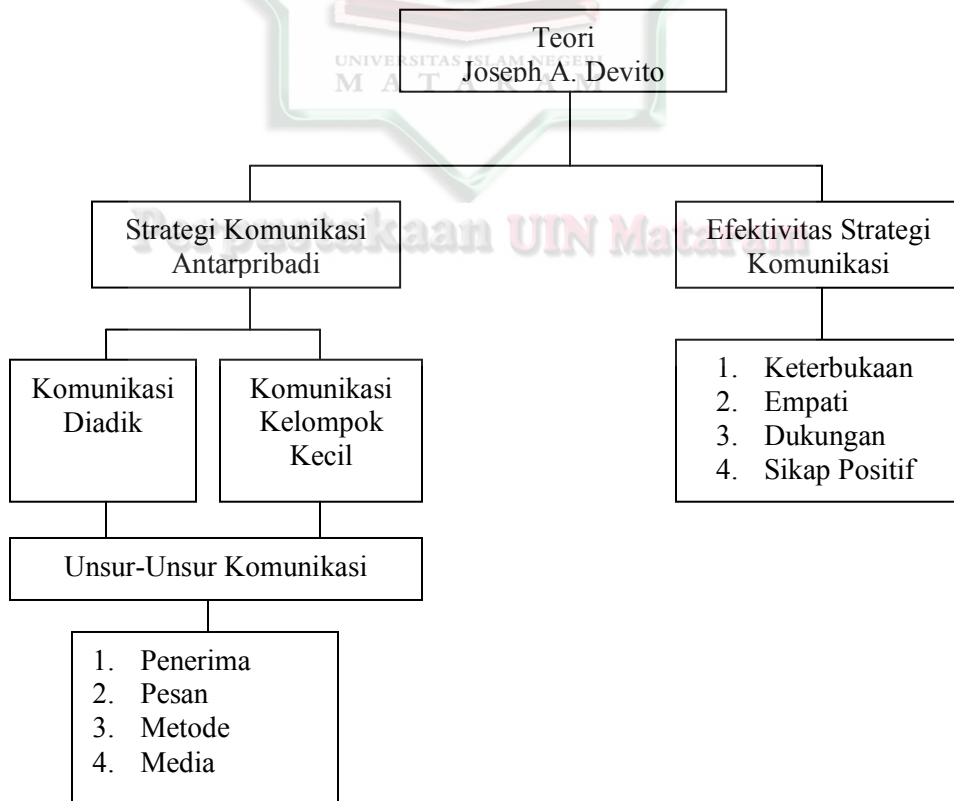 Teori
Joseph A. Devito
UNIVERSITAS ISLAM NEGERI
MATARAM
Perpustakaan UIN Mataram
Strategi Komunikasi
Antarpribadi
Efektivitas Strategi
Komunikasi
Komunikasi
Diadik
Komunikasi
Kelompok
Kecil
1. Keterbukaan
2. Empati
3. Dukungan
4. Sikap Positif
Unsur-Unsur Komunikasi
1. Penerima
2. Pesan
3. Metode
4. Media